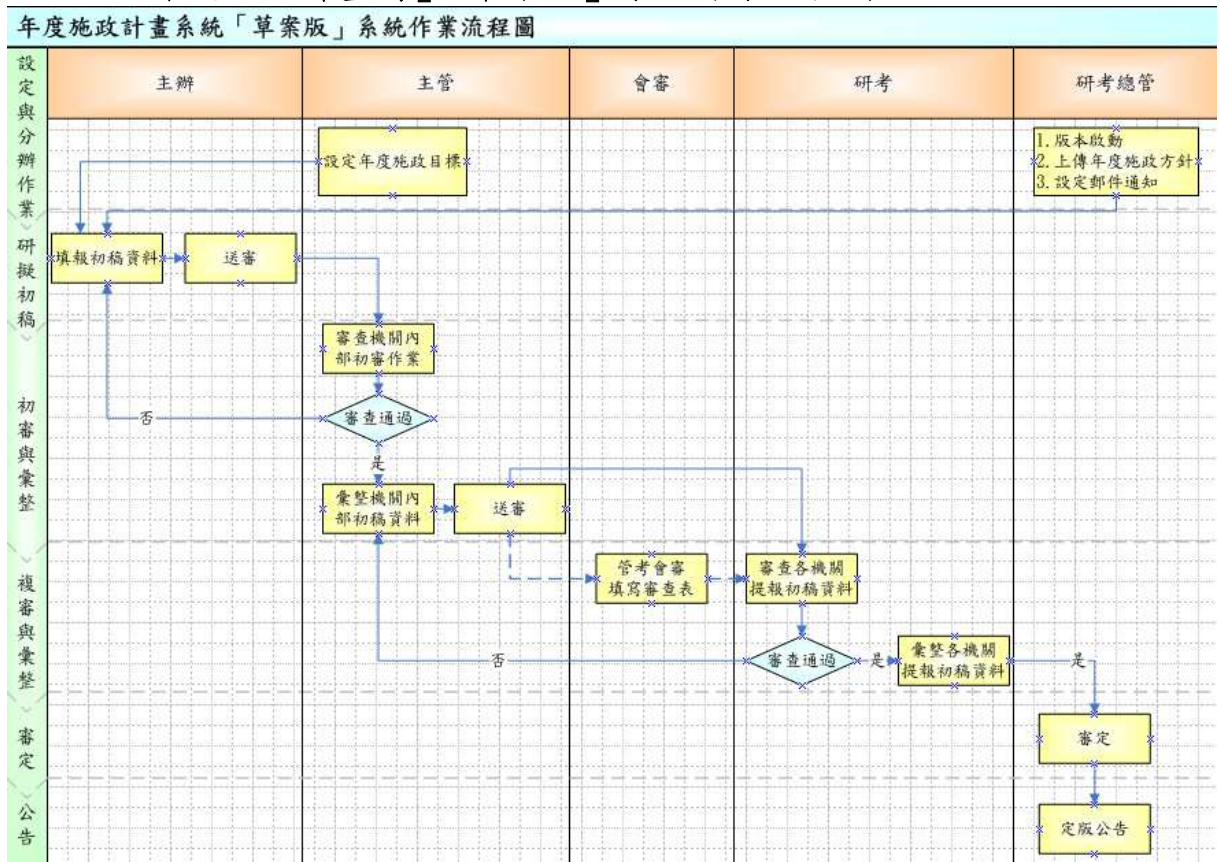 年度施政計畫系統「草案版」系統作業流程圖
主辦
主管
會審
研考
研考總管
設定與分辦作業
設定年度施政目標
1. 版本啟動
2. 上傳年度施政方針
3. 設定郵件通知
研擬初稿
填報初稿資料
送審
初審與彙整
審查機關內
部初審作業
審查通過
否
是
彙整機關內
部初稿資料
送審
複審與彙整
管考會審
填寫審查表
審查各機關
提報初稿資料
審查通過
否
是
彙整各機關
提報初稿資料
是
審定
審定
公告
定版公告